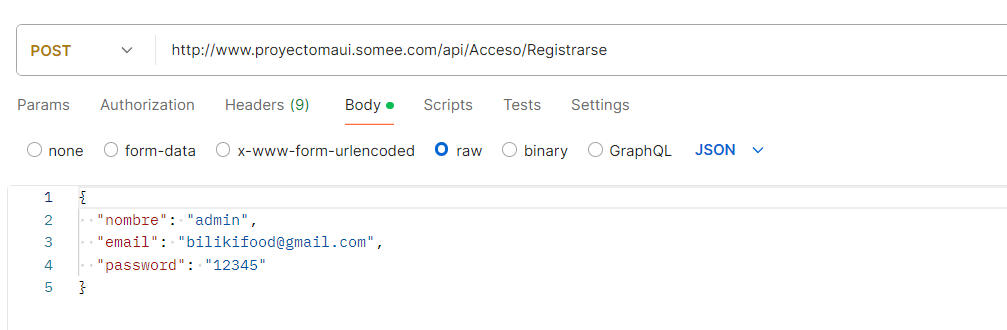 POST http://www.proyectomaui.somee.com/api/Acceso/Registrarse
Params Authorization Headers (9) Body Scripts Tests Settings
none form-data x-www-form-urlencoded raw binary GraphQL JSON
1 {
2 "nombre": "admin",
3 "email": "bilikifood@gmail.com",
4 "password": "12345"
5 }